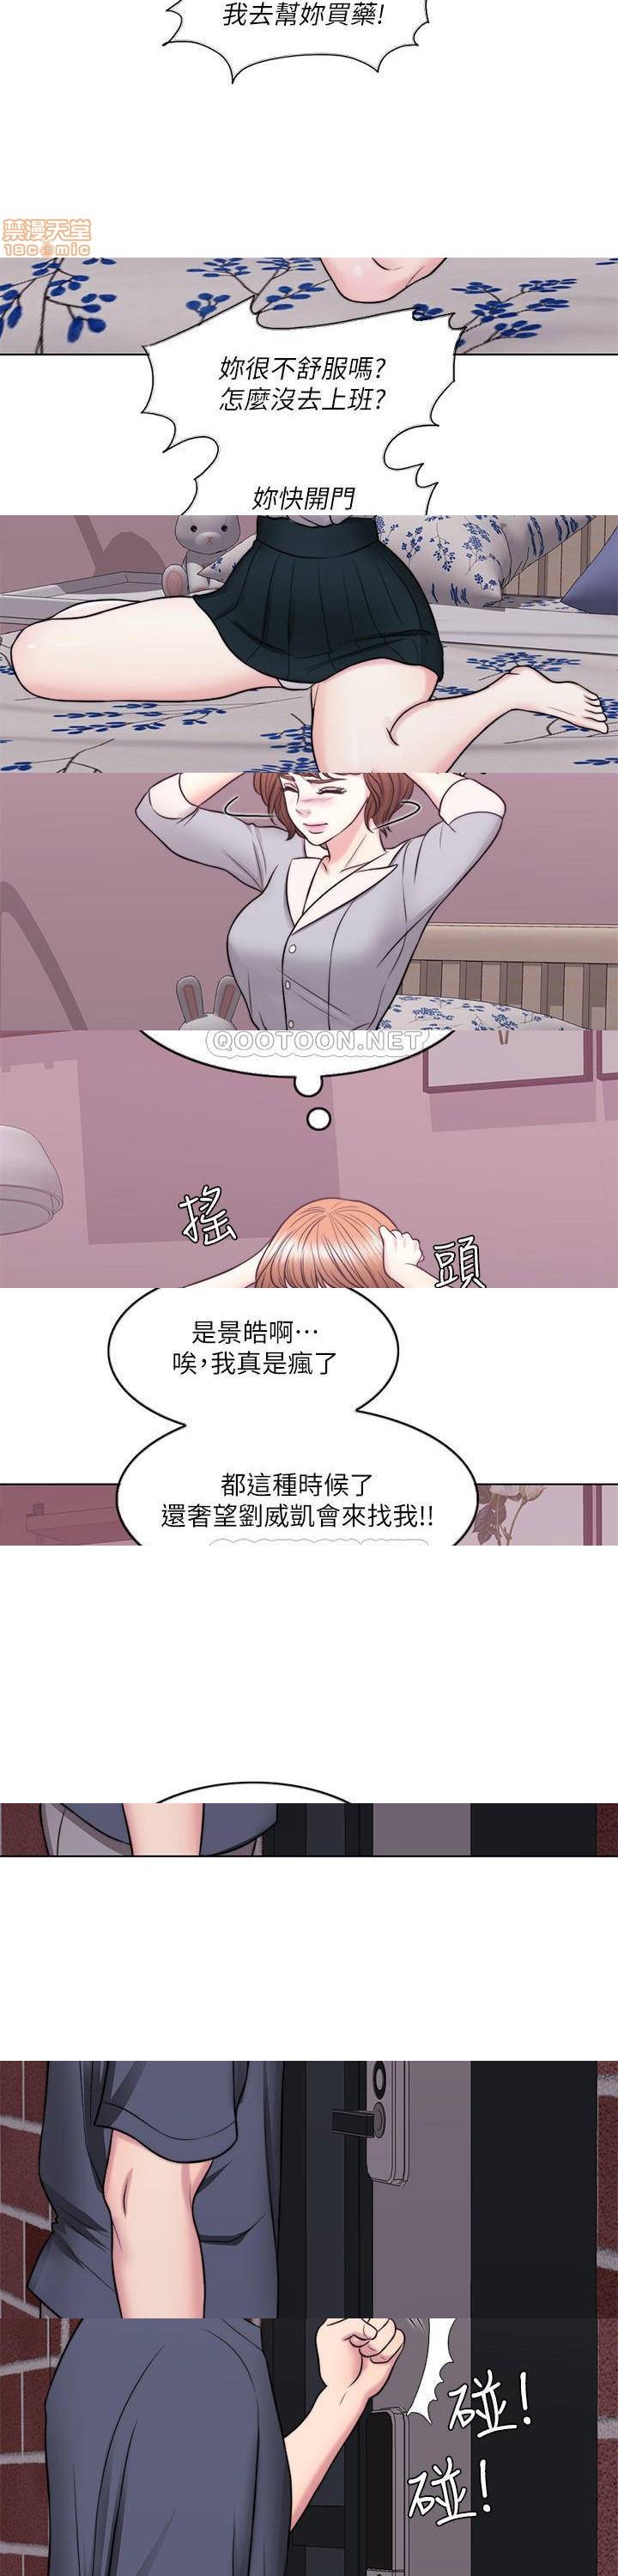 我去幫妳買藥!
禁漫天堂
18comic
妳很不舒服嗎?
怎麼沒去上班?
妳快開門
QOOTOON.NET
搖
頭
是景皓啊…
唉,我真是瘋了
都這種時候了
還奢望劉威凱會來找我!!
碰!
碰!